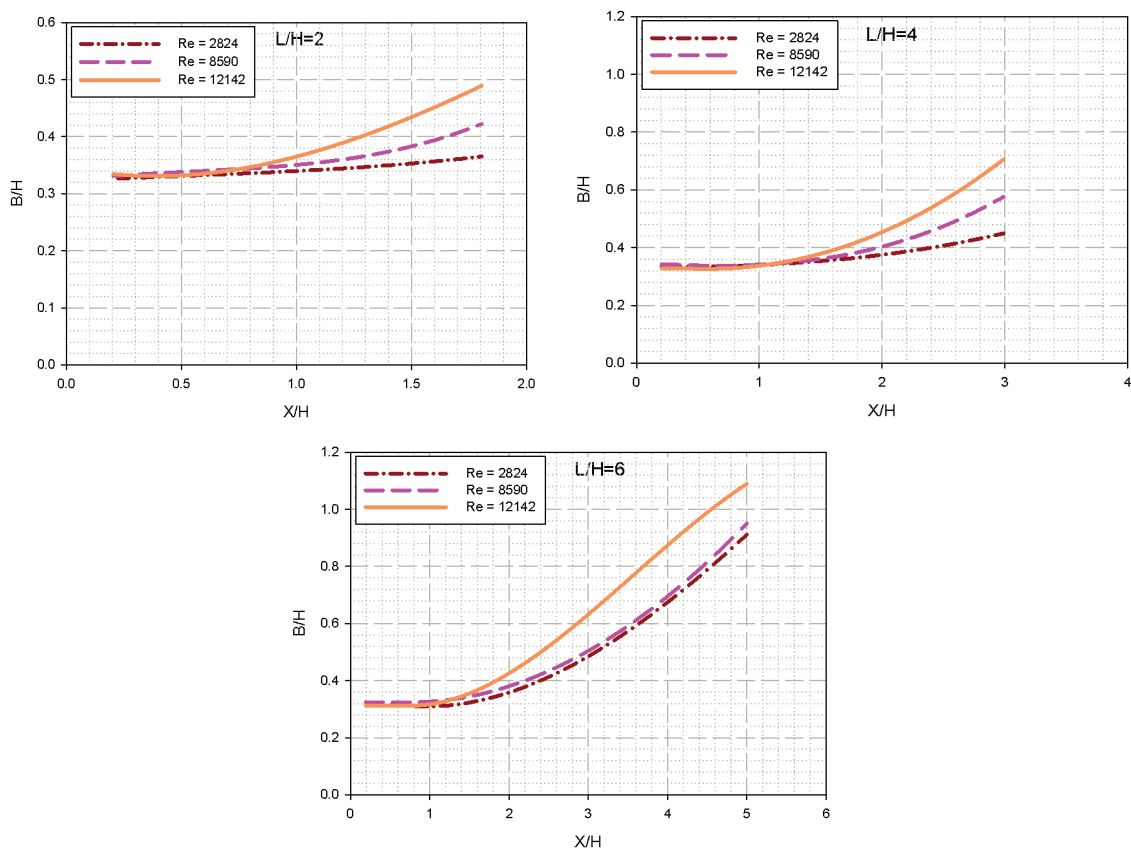 L/H=2
Re = 2824
Re = 8590
Re = 12142
B/H
0.6
0.5
0.4
0.3
0.2
0.1
0.0
0.0 0.5 1.0 1.5 2.0
X/H
L/H=4
Re = 2824
Re = 8590
Re = 12142
B/H
1.2
1.0
0.8
0.6
0.4
0.2
0.0
0 1 2 3 4
X/H
L/H=6
Re = 2824
Re = 8590
Re = 12142
B/H
1.2
1.0
0.8
0.6
0.4
0.2
0.0
0 1 2 3 4 5 6
X/H